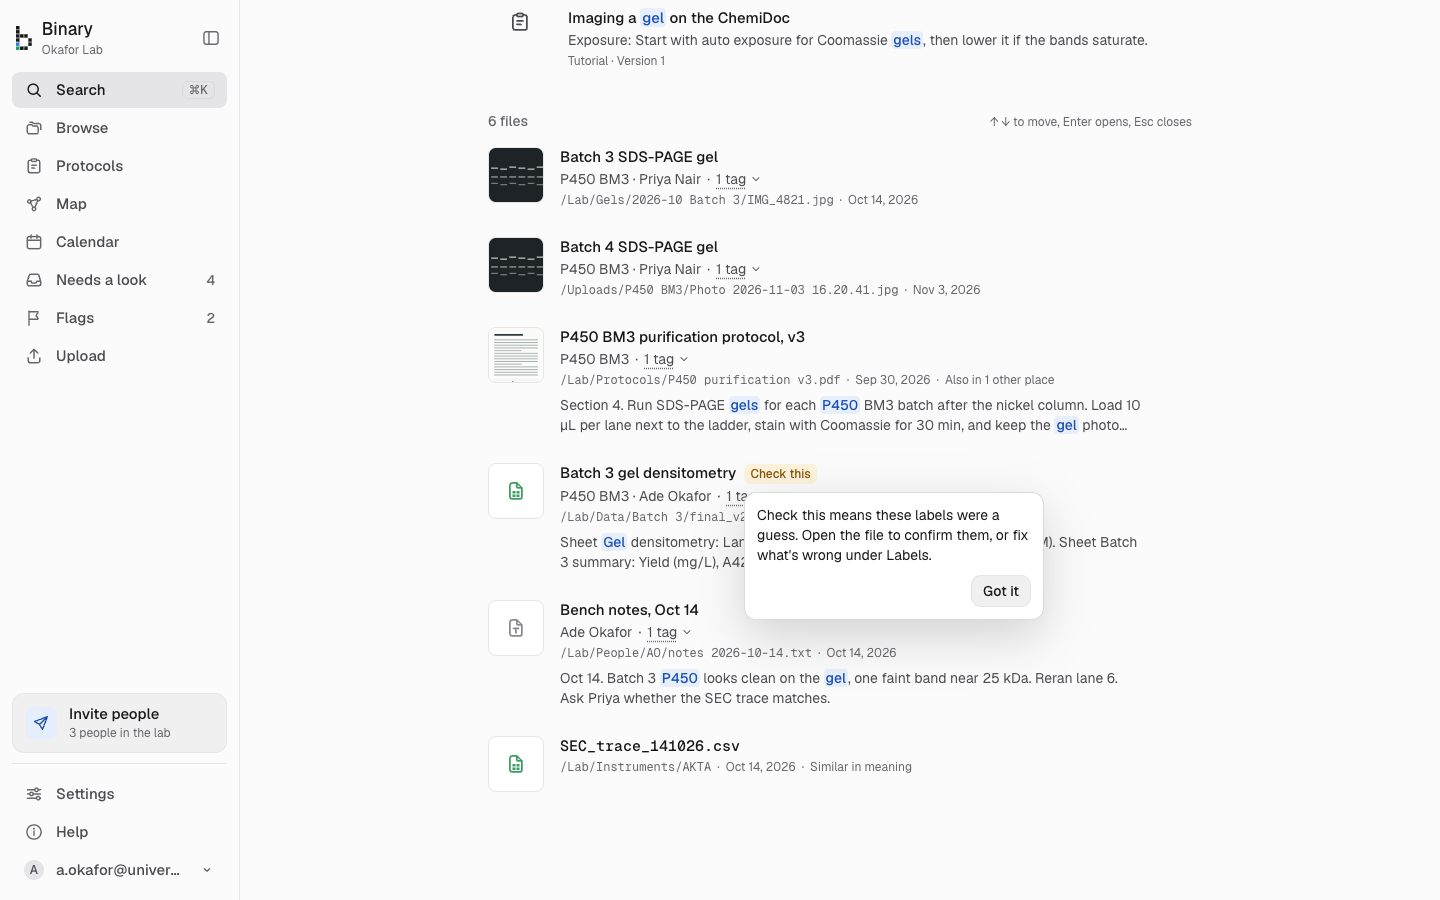 Binary
Okafor Lab
Search ⌘K
Browse
Protocols
Map
Calendar
Needs a look 4
Flags 2
Upload
Invite people
3 people in the lab
Settings
Help
A a.okafor@univer...
Imaging a gel on the ChemiDoc
Exposure: Start with auto exposure for Coomassie gels, then lower it if the bands saturate.
Tutorial · Version 1
6 files
↑↓ to move, Enter opens, Esc closes
Batch 3 SDS-PAGE gel
P450 BM3 · Priya Nair · 1 tag
/Lab/Gels/2026-10 Batch 3/IMG_4821.jpg · Oct 14, 2026
Batch 4 SDS-PAGE gel
P450 BM3 · Priya Nair · 1 tag
/Uploads/P450 BM3/Photo 2026-11-03 16.20.41.jpg · Nov 3, 2026
P450 BM3 purification protocol, v3
P450 BM3 · 1 tag
/Lab/Protocols/P450 purification v3.pdf · Sep 30, 2026 · Also in 1 other place
Section 4. Run SDS-PAGE gels for each P450 BM3 batch after the nickel column. Load 10
µL per lane next to the ladder, stain with Coomassie for 30 min, and keep the gel photo...
Batch 3 gel densitometry Check this
P450 BM3 · Ade Okafor · 1 ta
/Lab/Data/Batch 3/final_v2
Sheet Gel densitometry: Lan M). Sheet Batch
3 summary: Yield (mg/L), A42
Check this means these labels were a
guess. Open the file to confirm them, or fix
what's wrong under Labels.
Got it
Bench notes, Oct 14
Ade Okafor · 1 tag
/Lab/People/AO/notes 2026-10-14.txt · Oct 14, 2026
Oct 14. Batch 3 P450 looks clean on the gel, one faint band near 25 kDa. Reran lane 6.
Ask Priya whether the SEC trace matches.
SEC_trace_141026.csv
/Lab/Instruments/AKTA · Oct 14, 2026 · Similar in meaning